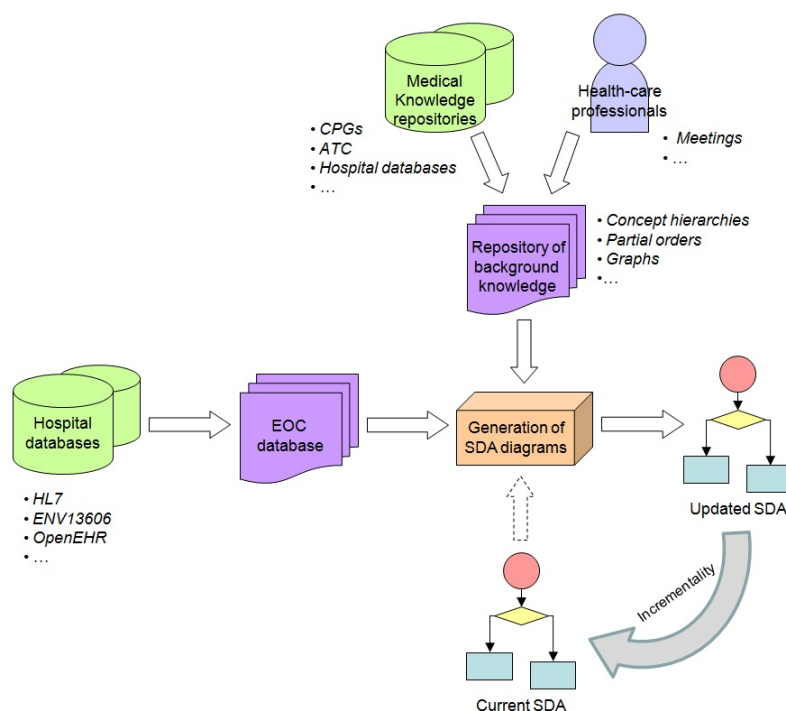 Medical
Knowledge
repositories
Health-care
professionals
• CPGs
• ATC
• Hospital databases
• …
• Meetings
• …
Repository of
background
knowledge
• Concept hierarchies
• Partial orders
• Graphs
• …
Hospital
databases
EOC
database
Generation of
SDA diagrams
• HL7
• ENV13606
• OpenEHR
• …
Updated SDA
Incrementality
Current SDA